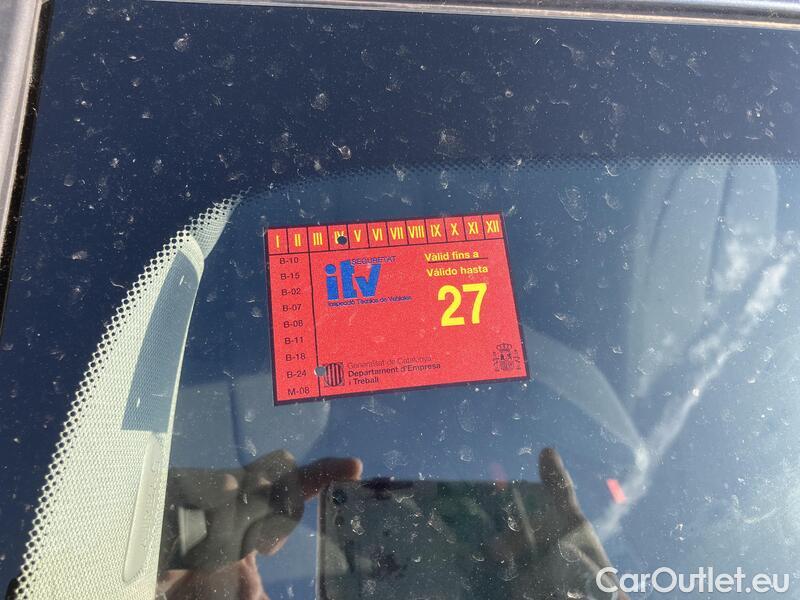 I II III IV V VI VII VIII IX X XI XII
B-10
B-15
B-02
B-07
B-08
B-11
B-18
B-24
M-08
SEGURETAT
itv
Inspecció Tècnica de Vehicles
Vàlid fins a
Válido hasta
27
Generalitat de Catalunya
Departament d'Empresa
i Treball
CarOutlet.eu